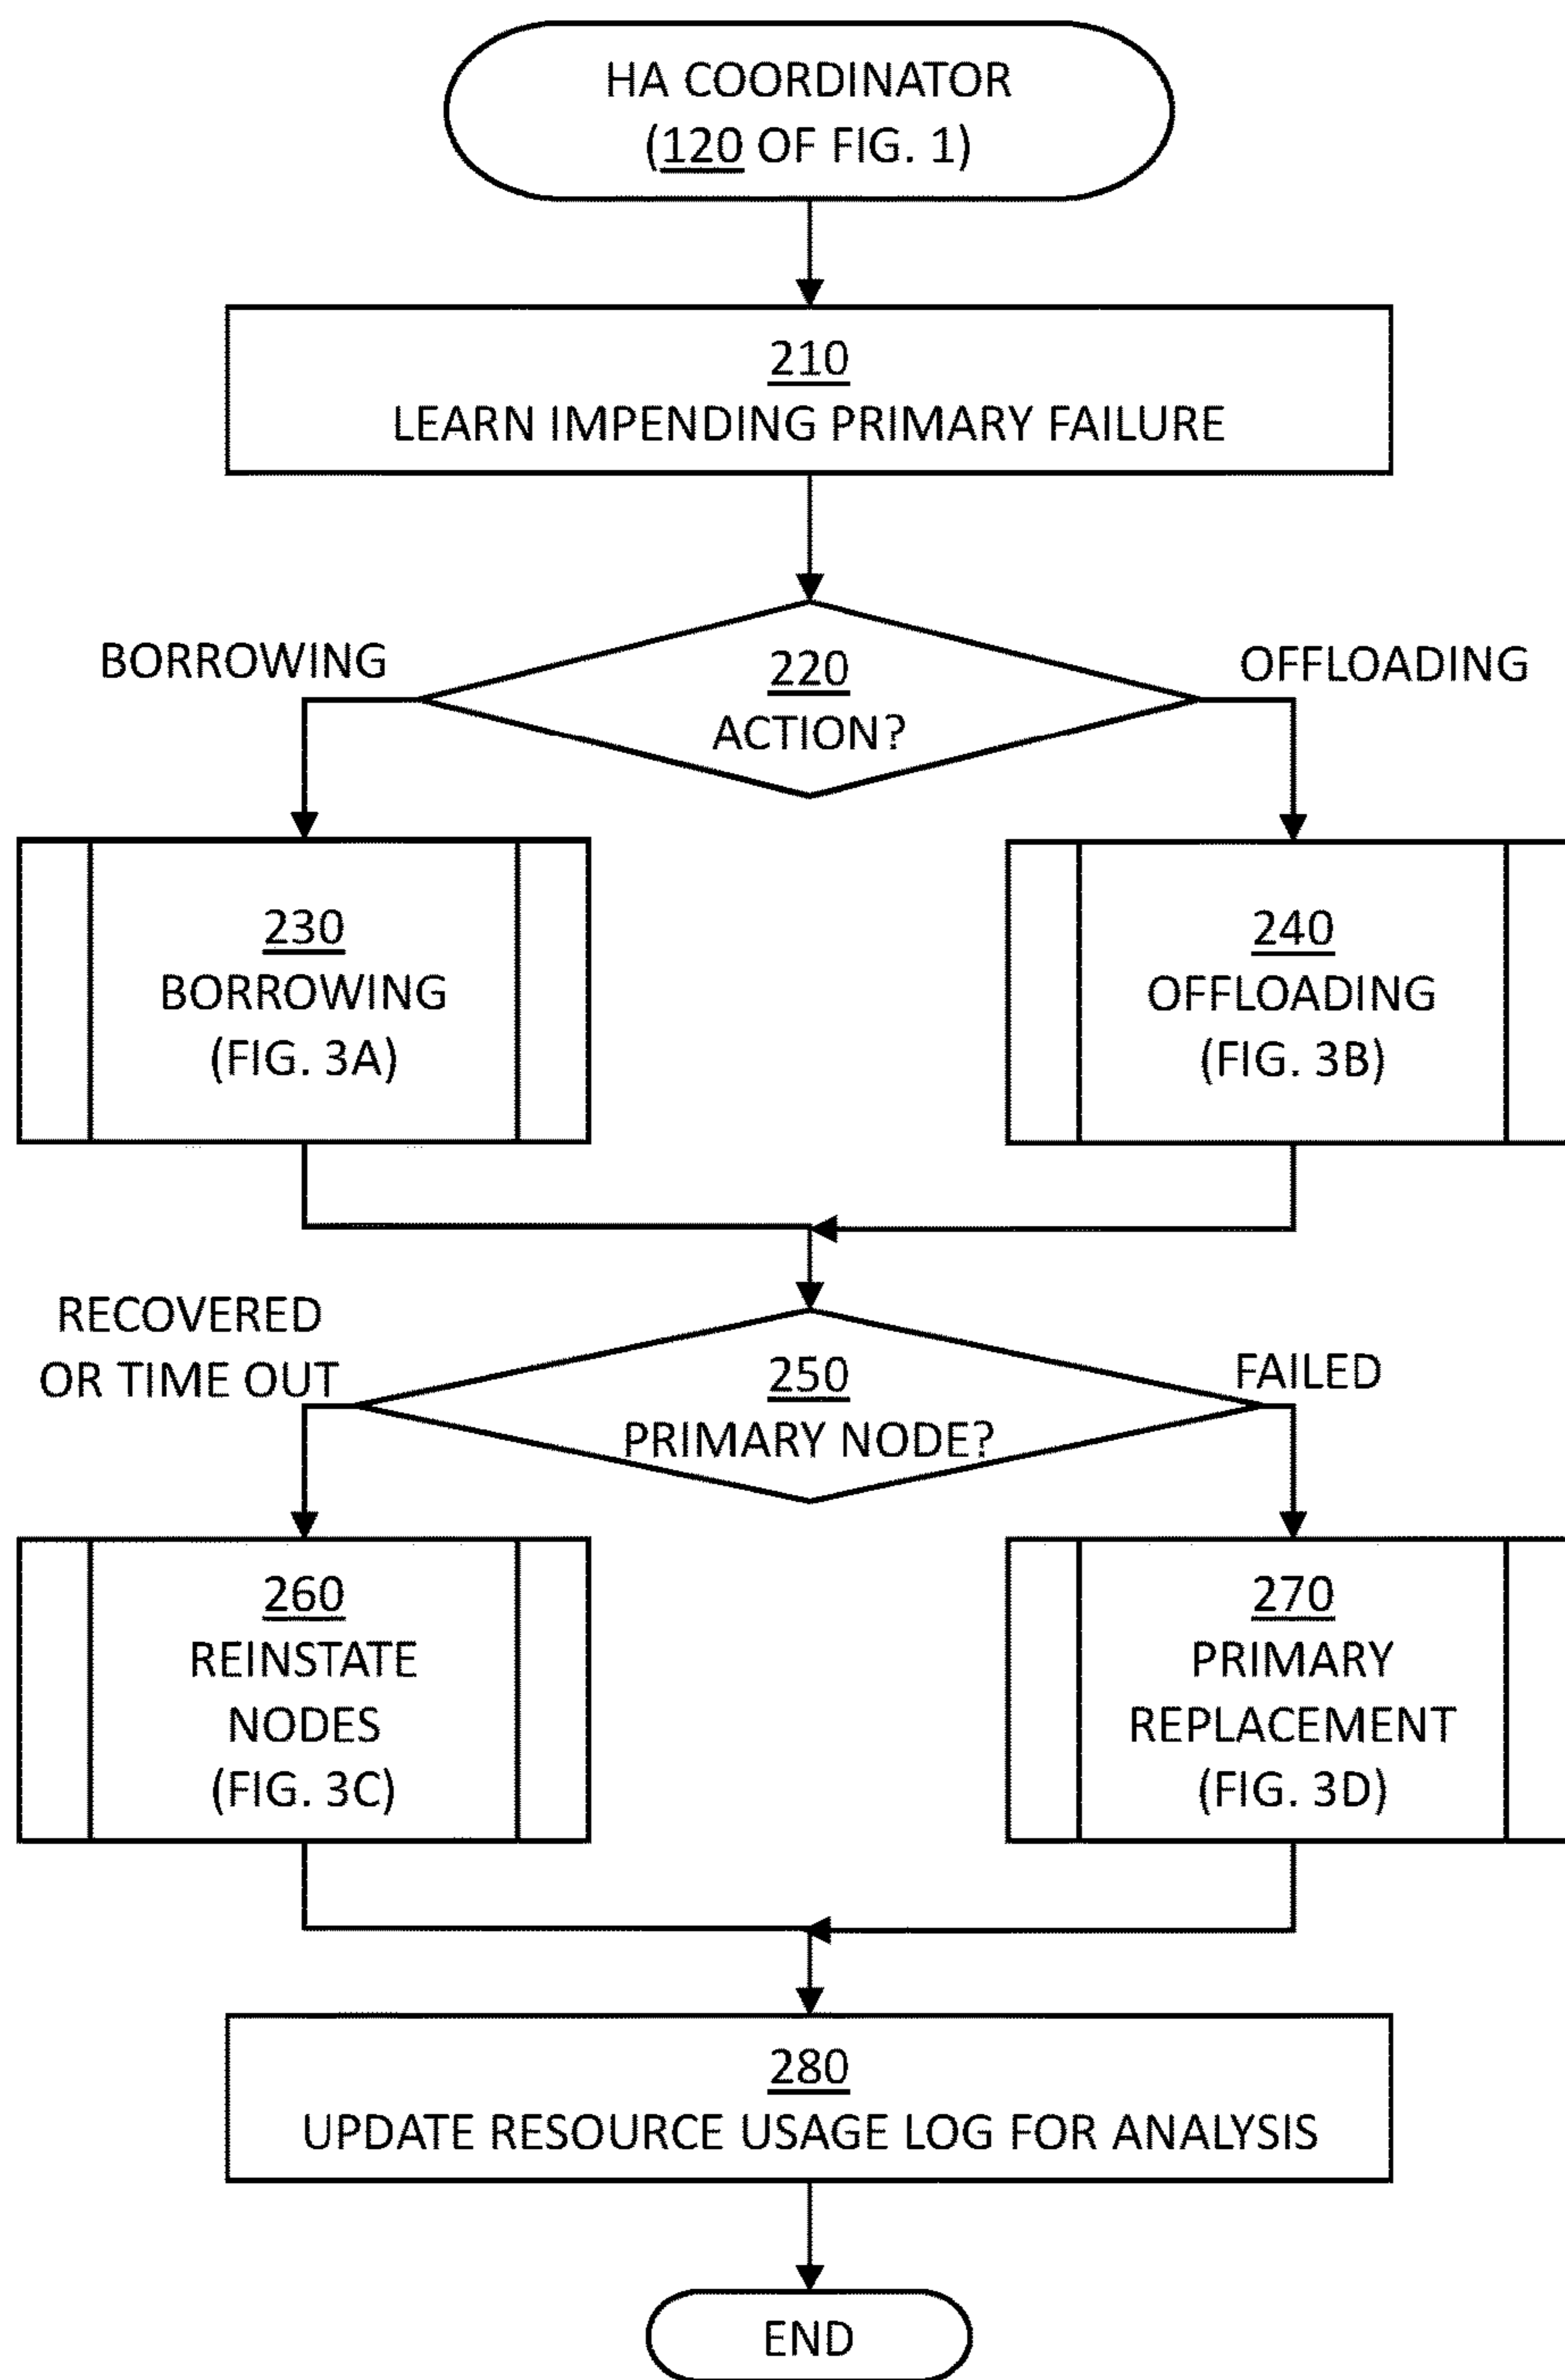 HA COORDINATOR
(120 OF FIG. 1)
210
LEARN IMPENDING PRIMARY FAILURE
BORROWING
220
ACTION?
OFFLOADING
230
BORROWING
(FIG. 3A)
240
OFFLOADING
(FIG. 3B)
RECOVERED
OR TIME OUT
250
PRIMARY NODE?
FAILED
260
REINSTATE
NODES
(FIG. 3C)
270
PRIMARY
REPLACEMENT
(FIG. 3D)
280
UPDATE RESOURCE USAGE LOG FOR ANALYSIS
END